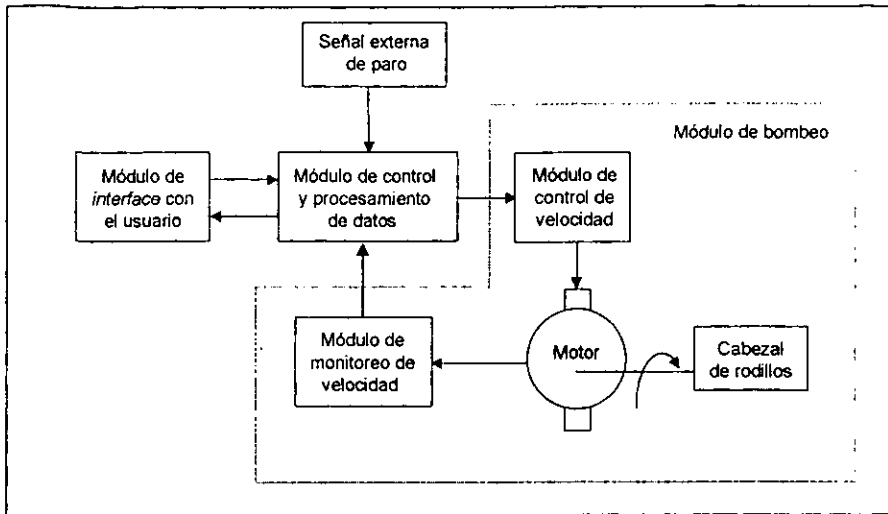 Señal externa
de paro
Módulo de bombeo
Módulo de
interface con
el usuario
Módulo de control
y procesamiento
de datos
Módulo de
control de
velocidad
Módulo de
monitoreo de
velocidad
Motor
Cabezal
de rodillos